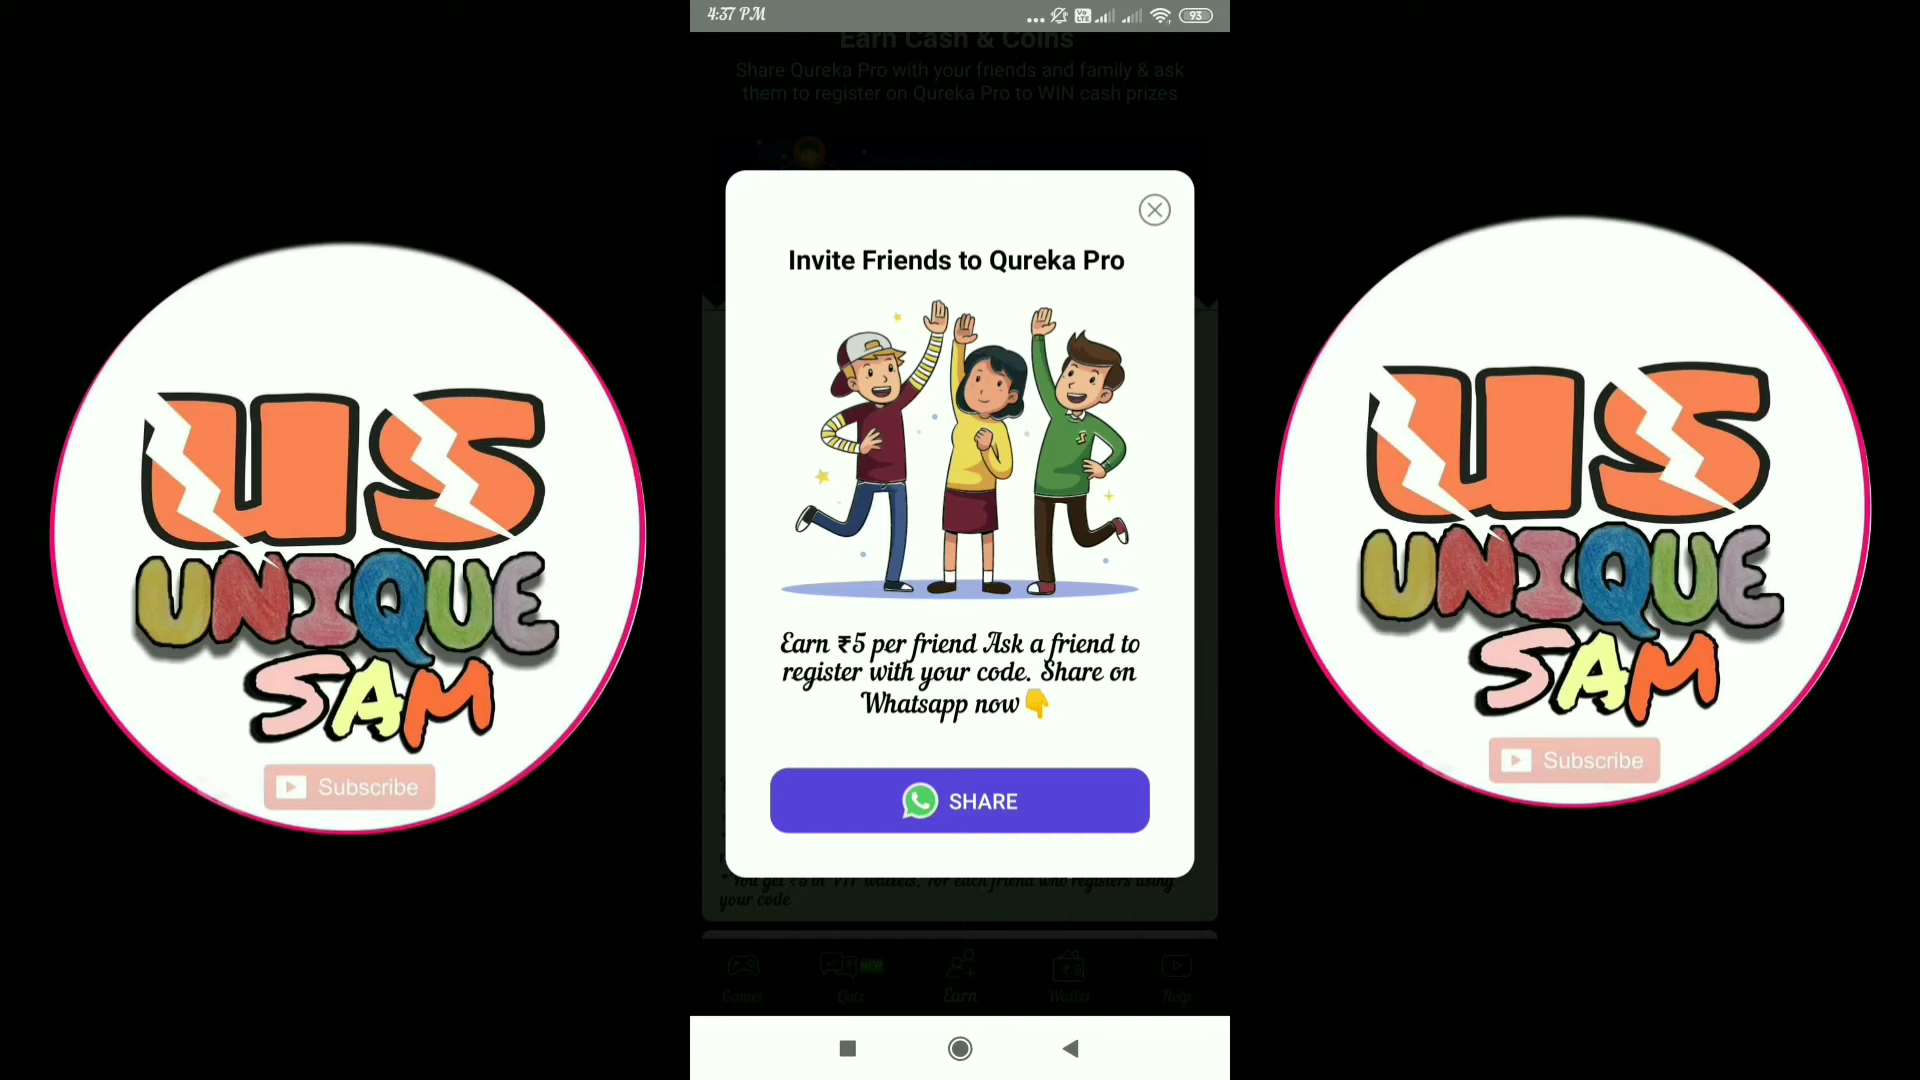 4:37 PM
Vo
LTE
93
Earn Cash & Coins
Share Qureka Pro with your friends and family & ask
them to register on Qureka Pro to WIN cash prizes
Invite Friends to Qureka Pro
Earn ₹5 per friend Ask a friend to
register with your code. Share on
Whatsapp now👇
SHARE
your code
NEW
Games
Quiz
Earn
Wallet
Help
US
UNIQUE
SAM
Subscribe
US
UNIQUE
SAM
Subscribe